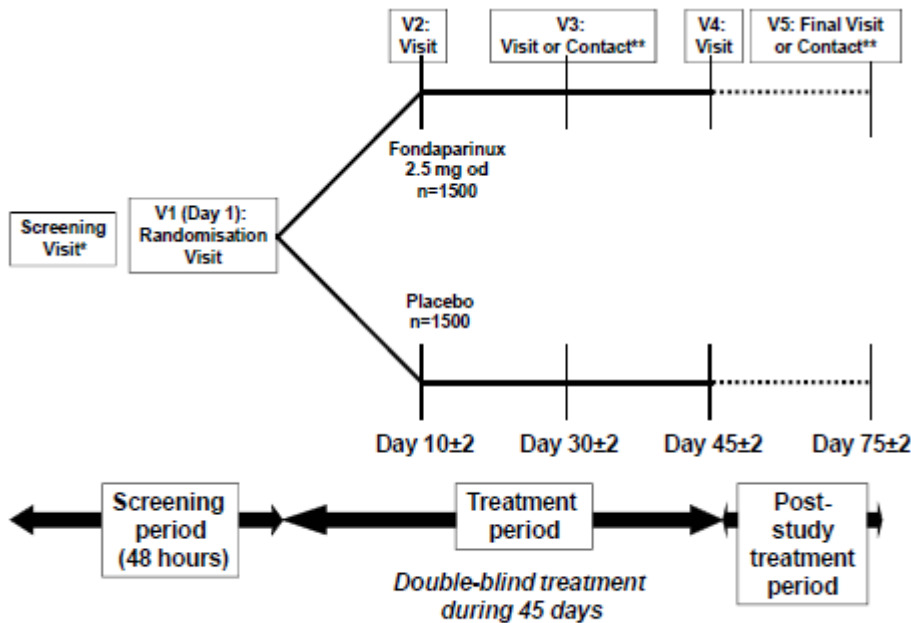 V2:
Visit
V3:
Visit or Contact**
V4:
Visit
V5: Final Visit
or Contact**
Fondaparinux
2.5 mg od
n=1500
Screening
Visit*
V1 (Day 1):
Randomisation
Visit
Placebo
n=1500
Day 10±2
Day 30±2
Day 45±2
Day 75±2
Screening
period
(48 hours)
Treatment
period
Post-
study
treatment
period
Double-blind treatment
during 45 days